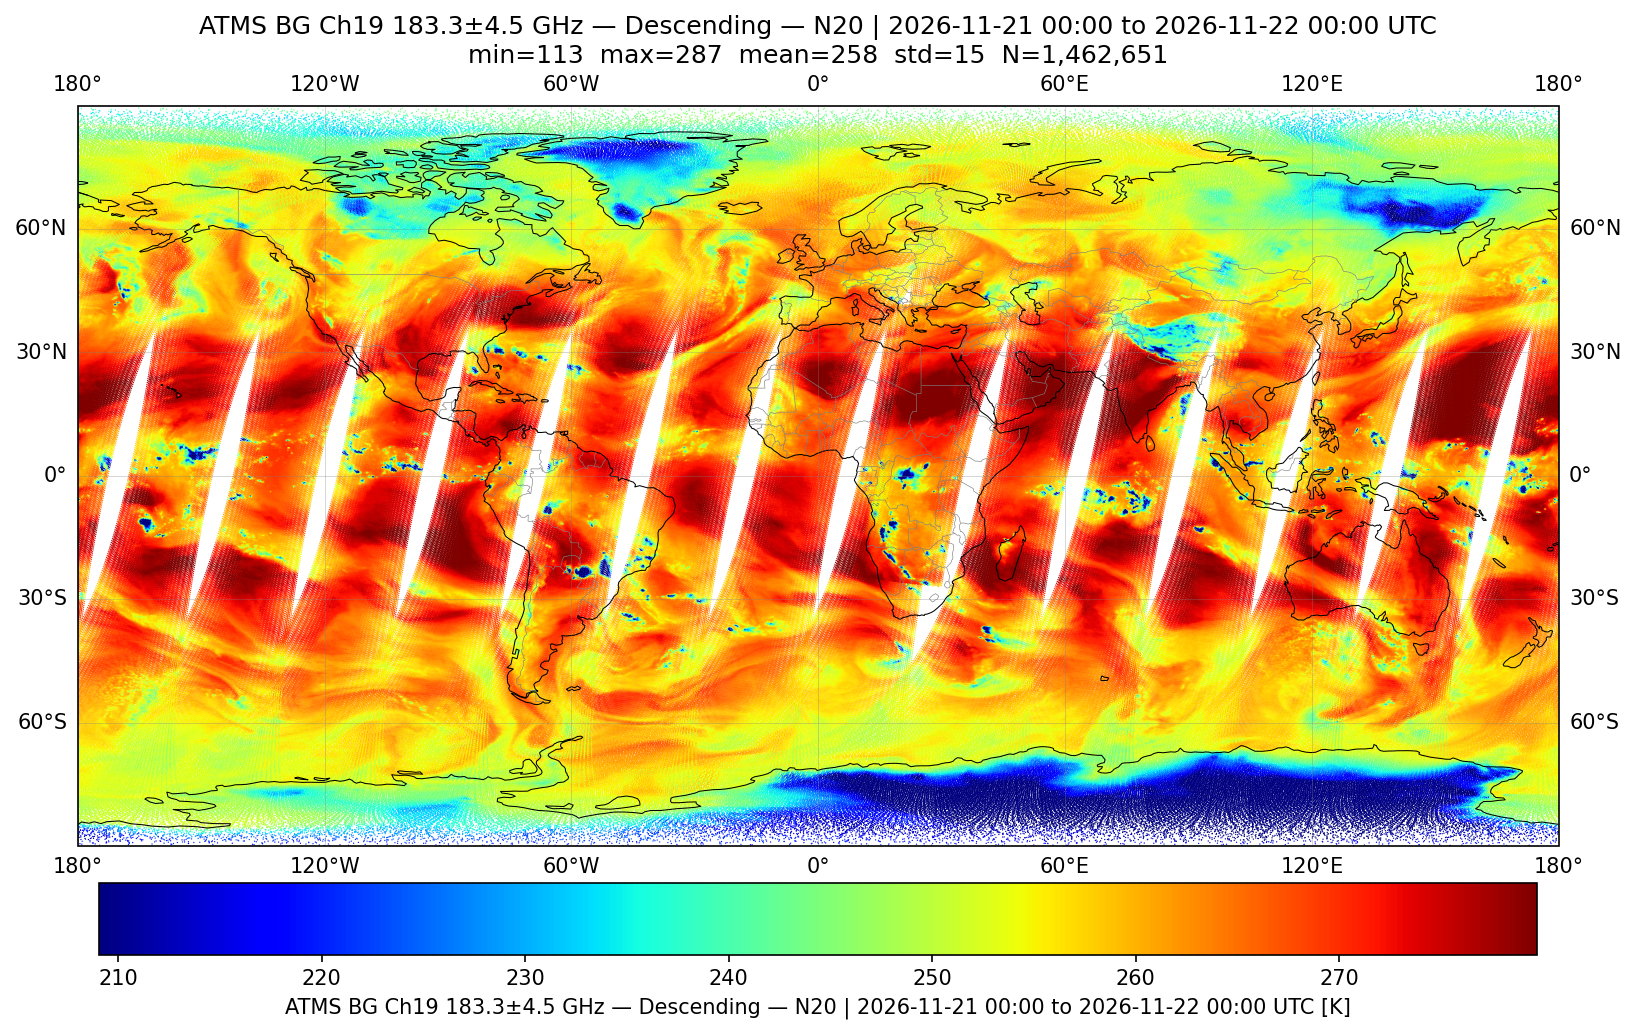 ATMS BG Ch19 183.3±4.5 GHz — Descending — N20 | 2026-11-21 00:00 to 2026-11-22 00:00 UTC
min=113 max=287 mean=258 std=15 N=1,462,651
180° 120°W 60°W 0° 60°E 120°E 180°
60°N 60°N
30°N 30°N
0° 0°
30°S 30°S
60°S 60°S
180° 120°W 60°W 0° 60°E 120°E 180°
210 220 230 240 250 260 270
ATMS BG Ch19 183.3±4.5 GHz — Descending — N20 | 2026-11-21 00:00 to 2026-11-22 00:00 UTC [K]